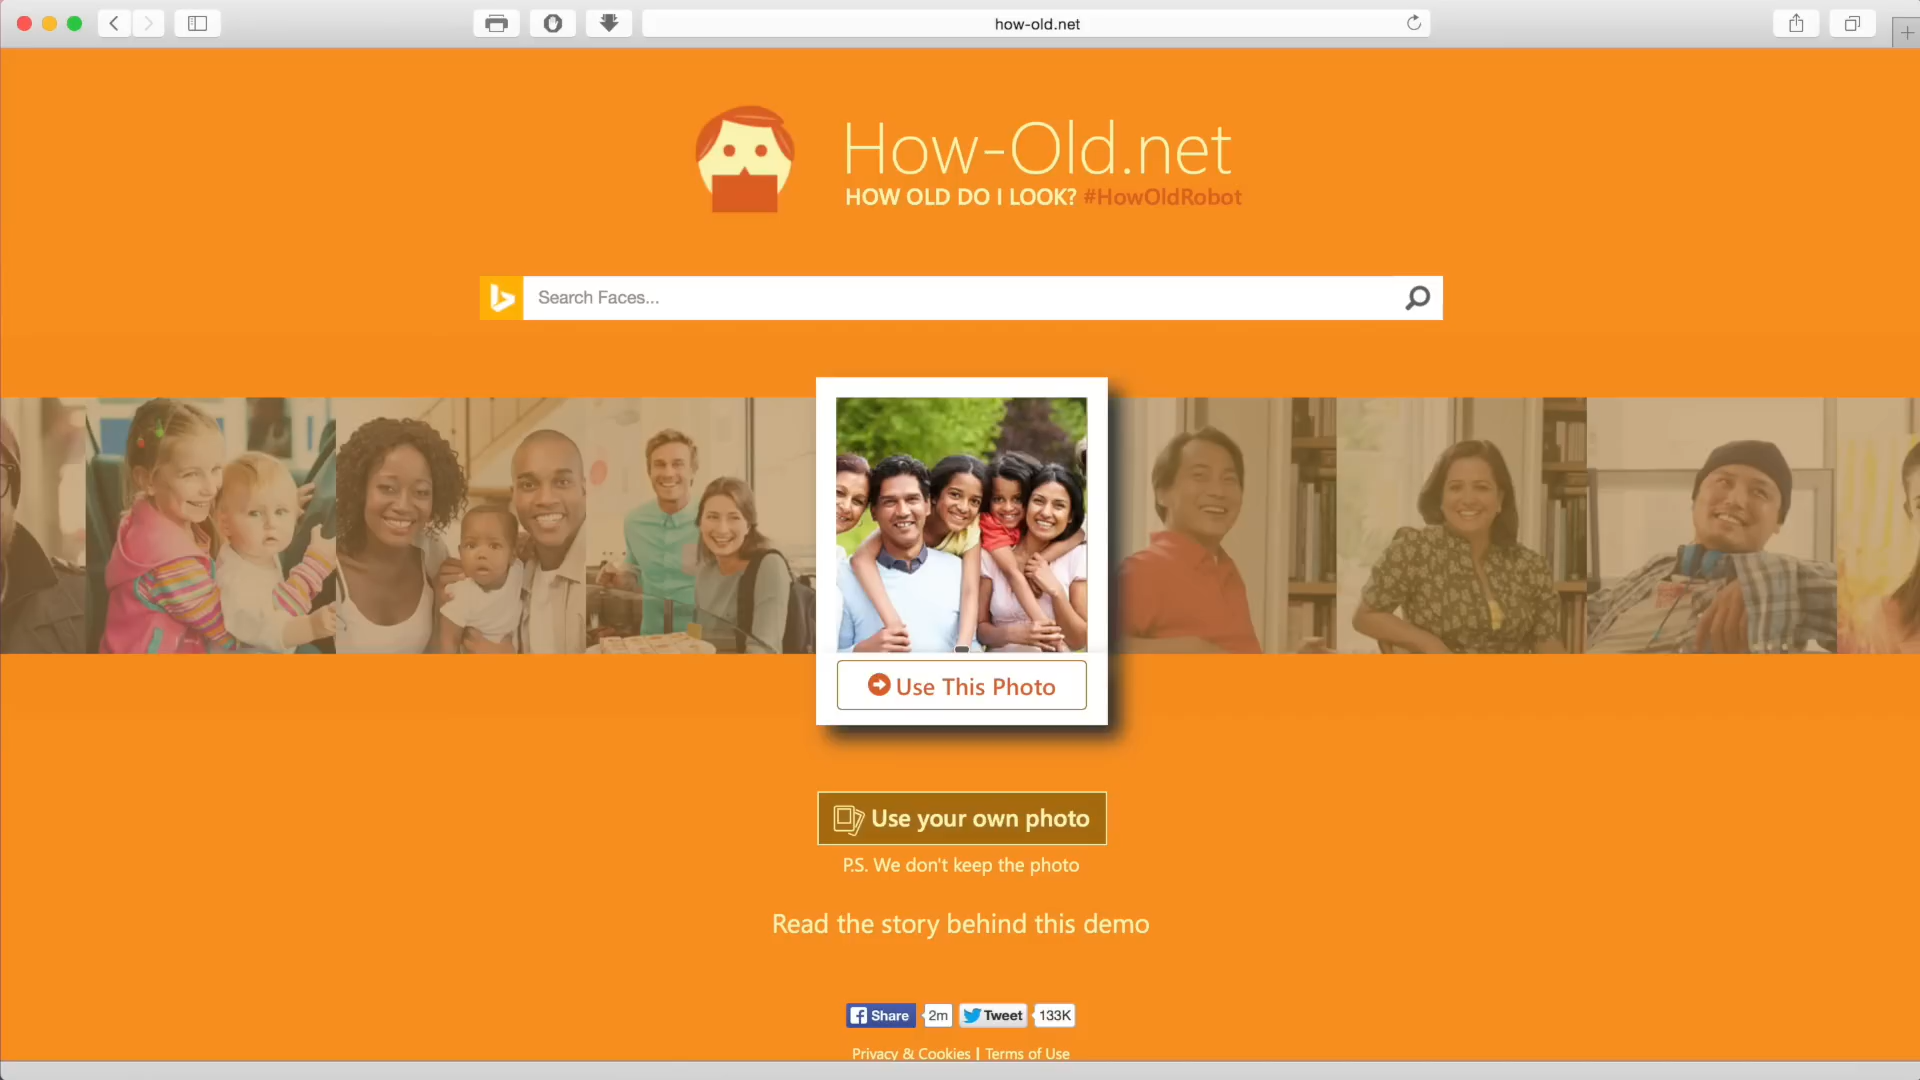 how-old.net
How-Old.net
HOW OLD DO I LOOK? #HowOldRobot
Search Faces...
Use This Photo
Use your own photo
P.S. We don't keep the photo
Read the story behind this demo
Share 2m Tweet 133K
Privacy & Cookies | Terms of Use